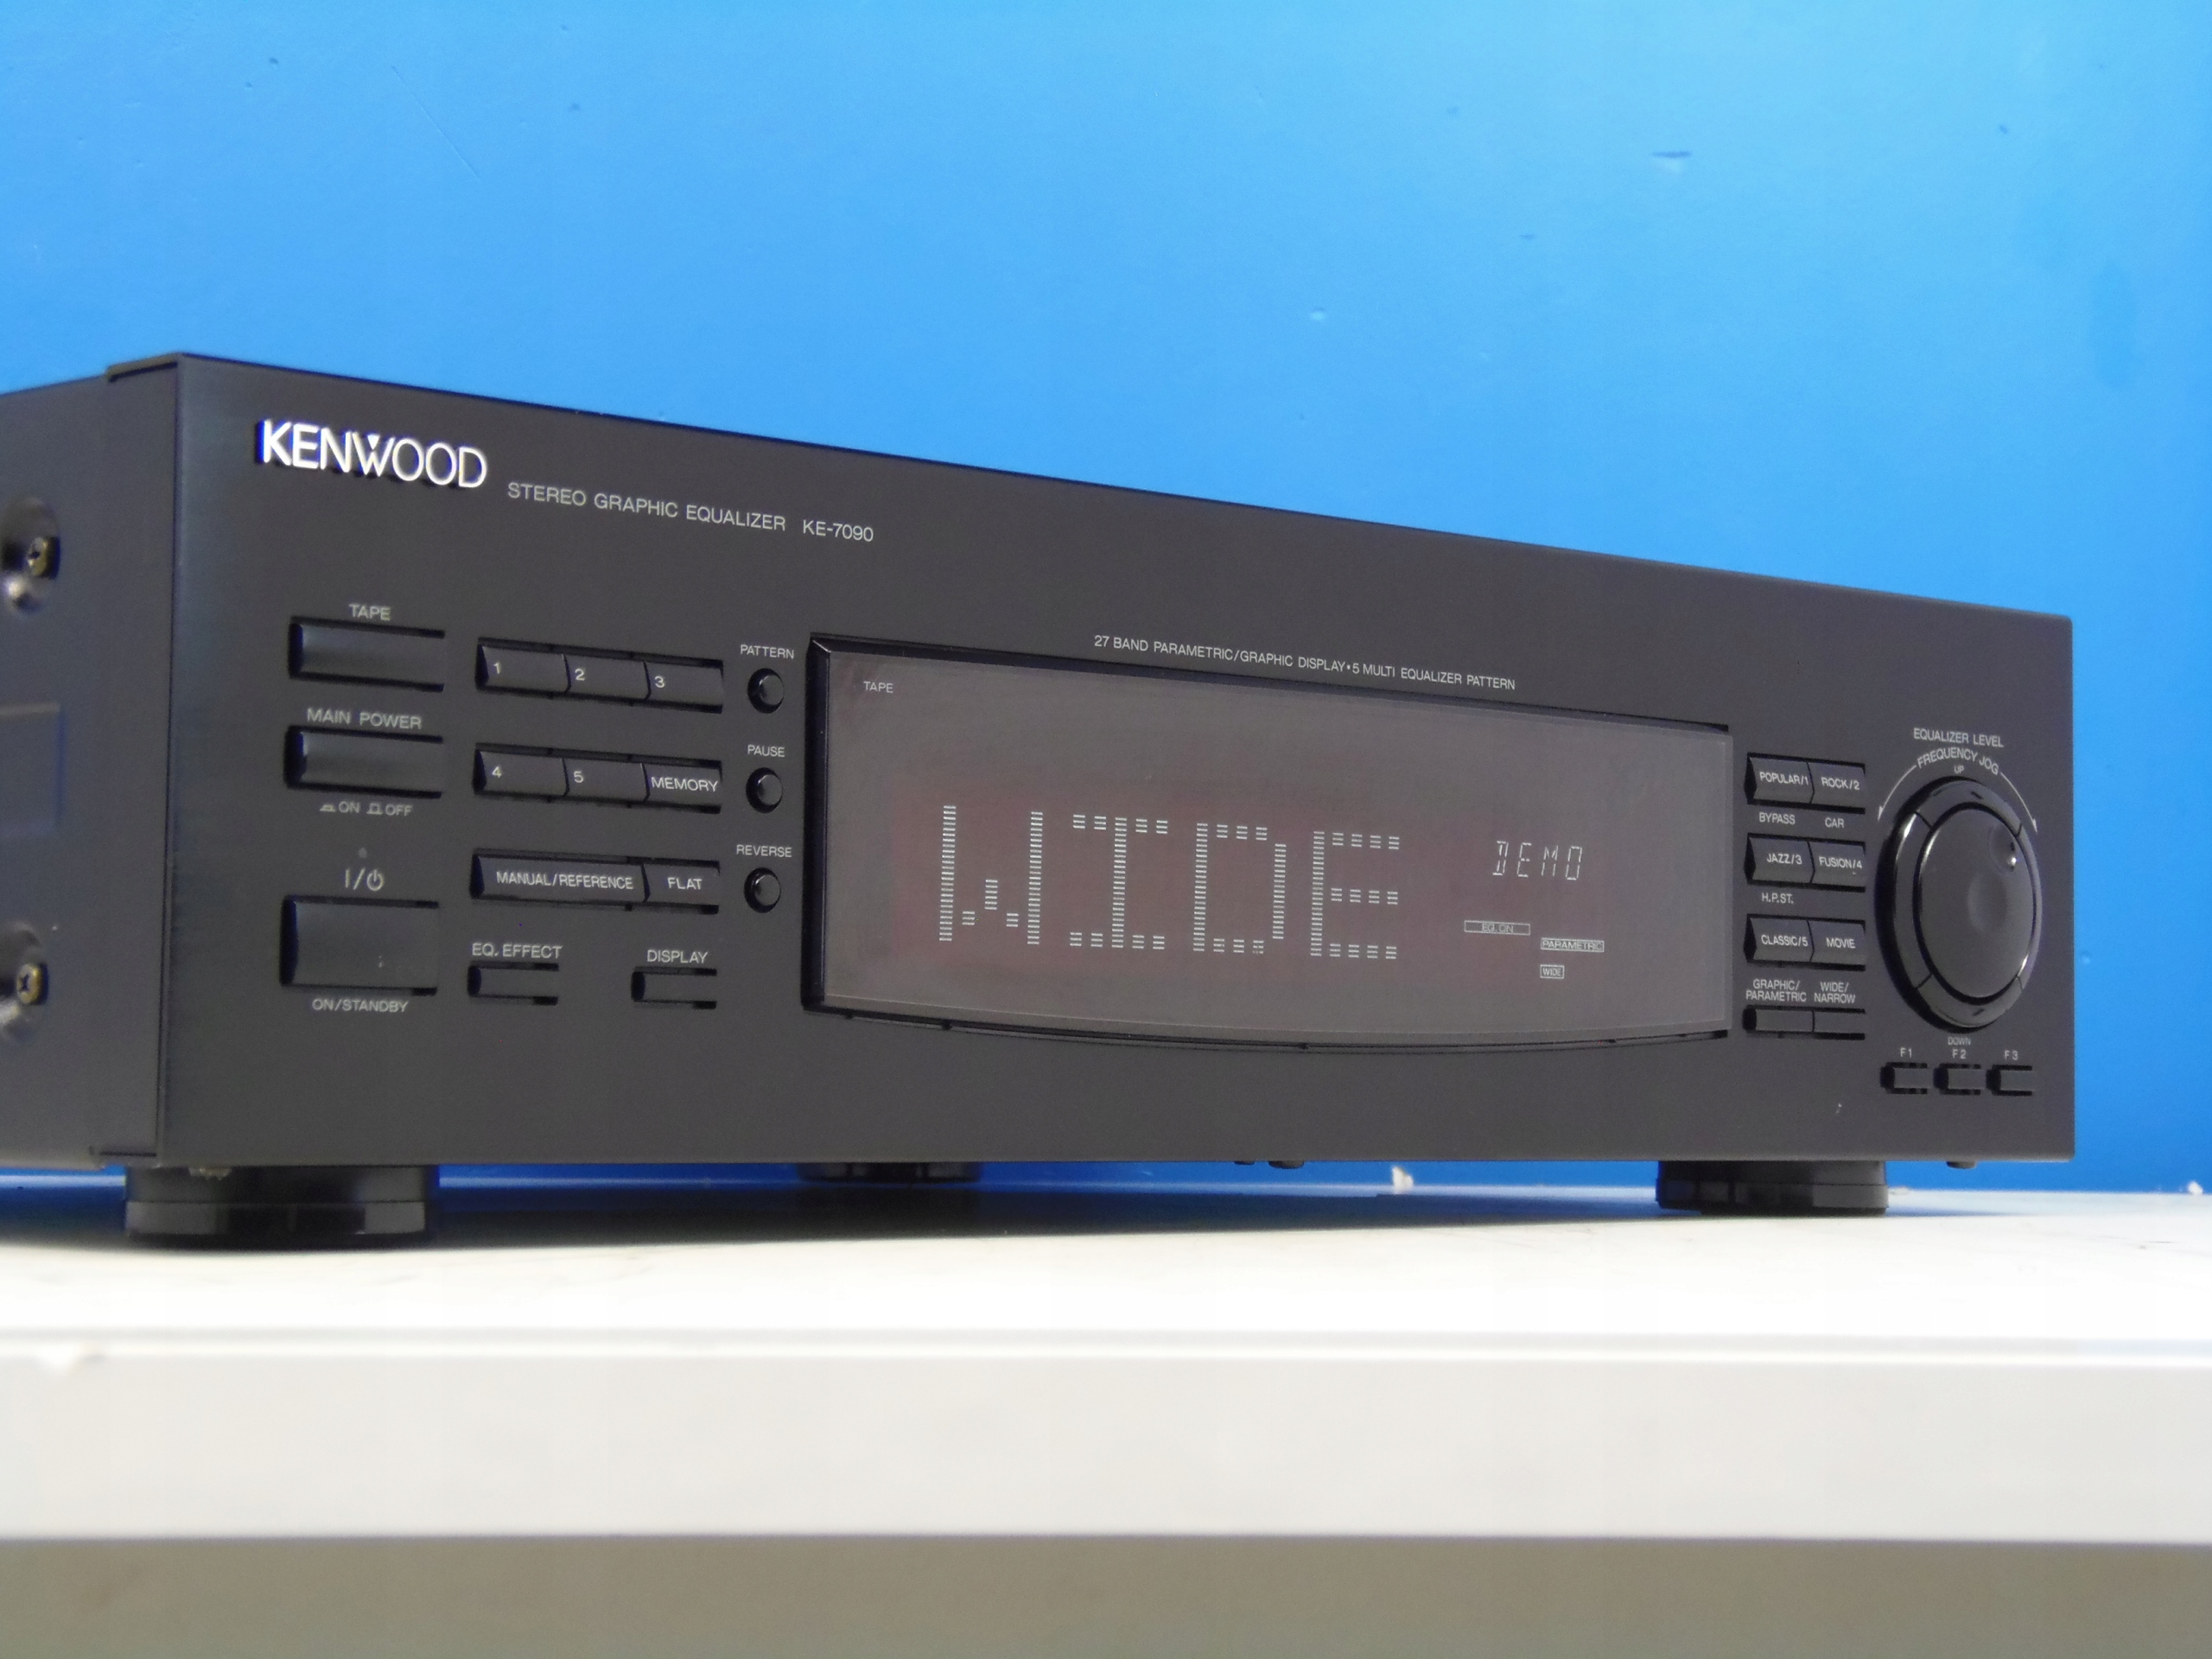 KENWOOD
STEREO GRAPHIC EQUALIZER KE-7090
TAPE
1 2 3
PATTERN
MAIN POWER
ON OFF
4 5 MEMORY
PAUSE
I/⏻
ON/STANDBY
MANUAL/REFERENCE FLAT
REVERSE
EQ. EFFECT
DISPLAY
27 BAND PARAMETRIC/GRAPHIC DISPLAY•5 MULTI EQUALIZER PATTERN
TAPE
WIDE
DEMO
EQ. ON
PARAMETRIC
WIDE
POPULAR/1 ROCK/2
BYPASS CAR
JAZZ/3 FUSION/4
H.P.ST.
CLASSIC/5 MOVIE
GRAPHIC/
PARAMETRIC
WIDE/
NARROW
EQUALIZER LEVEL
FREQUENCY JOG
UP
DOWN
F1 F2 F3